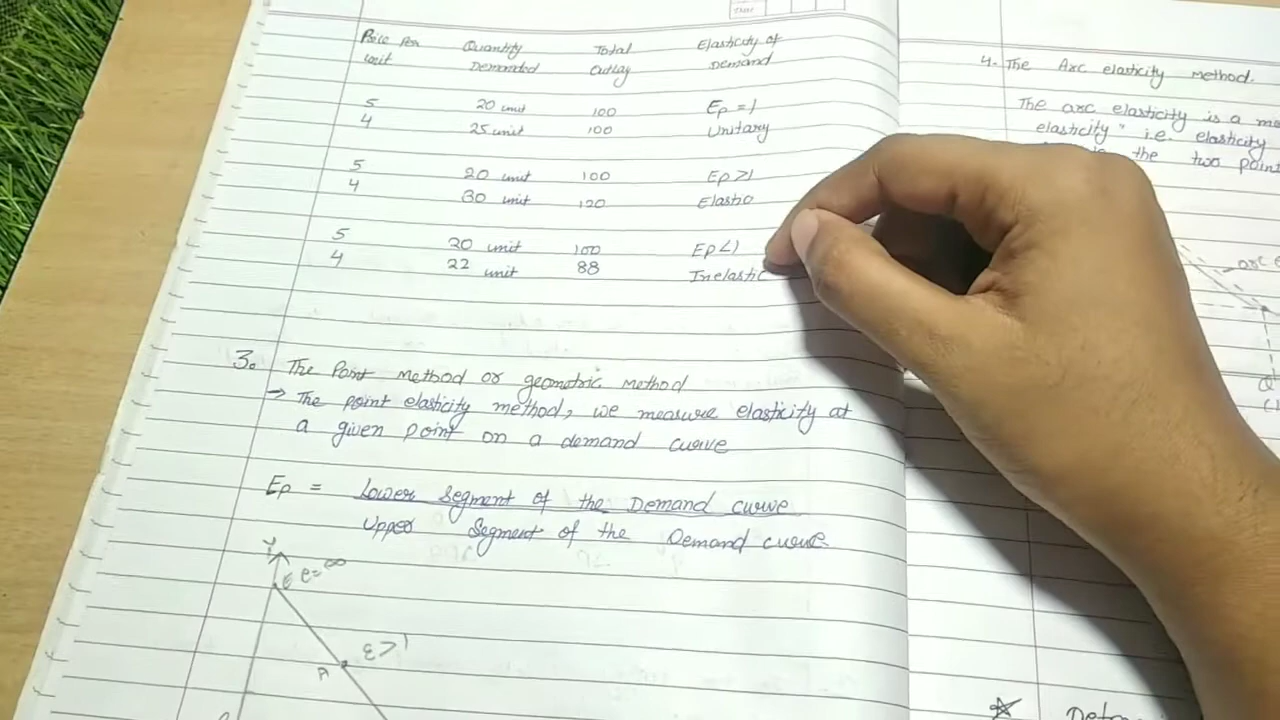 Price Per Quantity Total Elasticity of
unit Demanded Outlay Demand
5 20 unit 100 Ep = 1
4 25 unit 100 Unitary
5 20 unit 100 Ep > 1
4 30 unit 120 Elastic
5 20 unit 100 Ep < 1
4 22 unit 88 Inelastic
3. The Point method or geometric method
→ The point elasticity method, we measure elasticity at
a given point on a demand curve
Ep = Lower Segment of the Demand curve
Upper Segment of the Demand curve
Y
E e=∞
A ε>1
4. The Arc elasticity method.
The arc elasticity is a
elasticity" i.e. elasticity
the two point
arc